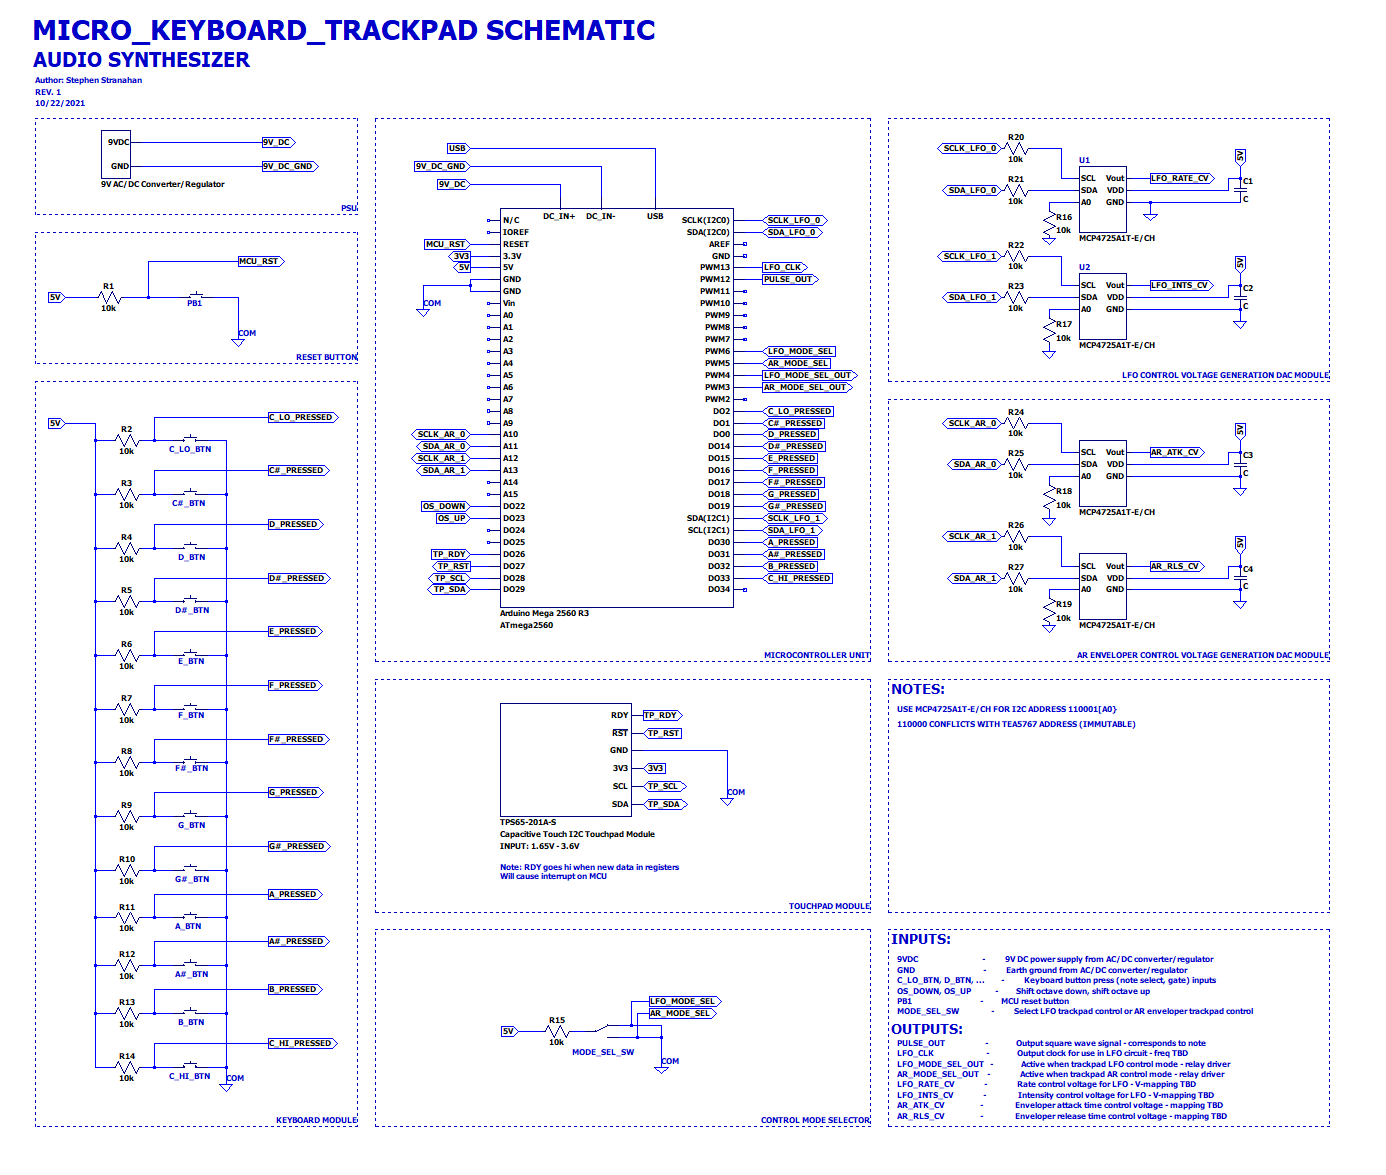 MICRO_KEYBOARD_TRACKPAD SCHEMATIC
AUDIO SYNTHESIZER
Author: Stephen Stranahan
REV. 1
10/22/2021
9VDC
9V_DC
GND
9V_DC_GND
9V AC/DC Converter/Regulator
PSU
MCU_RST
5V
R1
10k
PB1
COM
RESET BUTTON
5V
C_LO_PRESSED
R2
10k
C_LO_BTN
C#_PRESSED
R3
10k
C#_BTN
D_PRESSED
R4
10k
D_BTN
D#_PRESSED
R5
10k
D#_BTN
E_PRESSED
R6
10k
E_BTN
F_PRESSED
R7
10k
F_BTN
F#_PRESSED
R8
10k
F#_BTN
G_PRESSED
R9
10k
G_BTN
G#_PRESSED
R10
10k
G#_BTN
A_PRESSED
R11
10k
A_BTN
A#_PRESSED
R12
10k
A#_BTN
B_PRESSED
R13
10k
B_BTN
C_HI_PRESSED
R14
10k
C_HI_BTN
COM
KEYBOARD MODULE
USB
9V_DC_GND
9V_DC
DC_IN+ DC_IN- USB
N/C SCLK(I2C0) SCLK_LFO_0
IOREF SDA(I2C0) SDA_LFO_0
MCU_RST RESET AREF
3V3 3.3V GND
5V 5V PWM13 LFO_CLK
GND PWM12 PULSE_OUT
GND PWM11
COM
Vin PWM10
A0 PWM9
A1 PWM8
A2 PWM7
A3 PWM6 LFO_MODE_SEL
A4 PWM5 AR_MODE_SEL
A5 PWM4 LFO_MODE_SEL_OUT
A6 PWM3 AR_MODE_SEL_OUT
A7 PWM2
A8 DO2 C_LO_PRESSED
A9 DO1 C#_PRESSED
SCLK_AR_0 A10 DO0 D_PRESSED
SDA_AR_0 A11 DO14 D#_PRESSED
SCLK_AR_1 A12 DO15 E_PRESSED
SDA_AR_1 A13 DO16 F_PRESSED
A14 DO17 F#_PRESSED
A15 DO18 G_PRESSED
OS_DOWN DO22 DO19 G#_PRESSED
OS_UP DO23 SDA(I2C1) SCLK_LFO_1
DO24 SCL(I2C1) SDA_LFO_1
DO25 DO30 A_PRESSED
TP_RDY DO26 DO31 A#_PRESSED
TP_RST DO27 DO32 B_PRESSED
TP_SCL DO28 DO33 C_HI_PRESSED
TP_SDA DO29 DO34
Arduino Mega 2560 R3
ATmega2560
MICROCONTROLLER UNIT
RDY TP_RDY
RST TP_RST
GND
3V3 3V3
SCL TP_SCL
SDA TP_SDA
COM
TPS65-201A-S
Capacitive Touch I2C Touchpad Module
INPUT: 1.65V - 3.6V
Note: RDY goes hi when new data in registers
Will cause interrupt on MCU
TOUCHPAD MODULE
LFO_MODE_SEL
AR_MODE_SEL
5V
R15
10k
MODE_SEL_SW
COM
CONTROL MODE SELECTOR
R20
SCLK_LFO_0
10k
U1
5V
R21
SDA_LFO_0
10k
SCL Vout LFO_RATE_CV
SDA VDD
A0 GND
C1
C
R16
10k
MCP4725A1T-E/CH
R22
SCLK_LFO_1
10k
U2
5V
R23
SDA_LFO_1
10k
SCL Vout LFO_INTS_CV
SDA VDD
A0 GND
C2
C
R17
10k
MCP4725A1T-E/CH
LFO CONTROL VOLTAGE GENERATION DAC MODULE
R24
SCLK_AR_0
10k
5V
R25
SDA_AR_0
10k
SCL Vout AR_ATK_CV
SDA VDD
A0 GND
C3
C
R18
10k
MCP4725A1T-E/CH
R26
SCLK_AR_1
10k
5V
R27
SDA_AR_1
10k
SCL Vout AR_RLS_CV
SDA VDD
A0 GND
C4
C
R19
10k
MCP4725A1T-E/CH
AR ENVELOPER CONTROL VOLTAGE GENERATION DAC MODULE
NOTES:
USE MCP4725A1T-E/CH FOR I2C ADDRESS 110001[A0}
110000 CONFLICTS WITH TEA5767 ADDRESS (IMMUTABLE)
INPUTS:
9VDC - 9V DC power supply from AC/DC converter/regulator
GND - Earth ground from AC/DC converter/regulator
C_LO_BTN, D_BTN, ... - Keyboard button press (note select, gate) inputs
OS_DOWN, OS_UP - Shift octave down, shift octave up
PB1 - MCU reset button
MODE_SEL_SW - Select LFO trackpad control or AR enveloper trackpad control
OUTPUTS:
PULSE_OUT - Output square wave signal - corresponds to note
LFO_CLK - Output clock for use in LFO circuit - freq TBD
LFO_MODE_SEL_OUT - Active when trackpad LFO control mode - relay driver
AR_MODE_SEL_OUT - Active when trackpad AR control mode - relay driver
LFO_RATE_CV - Rate control voltage for LFO - V-mapping TBD
LFO_INTS_CV - Intensity control voltage for LFO - V-mapping TBD
AR_ATK_CV - Enveloper attack time control voltage - mapping TBD
AR_RLS_CV - Enveloper release time control voltage - mapping TBD